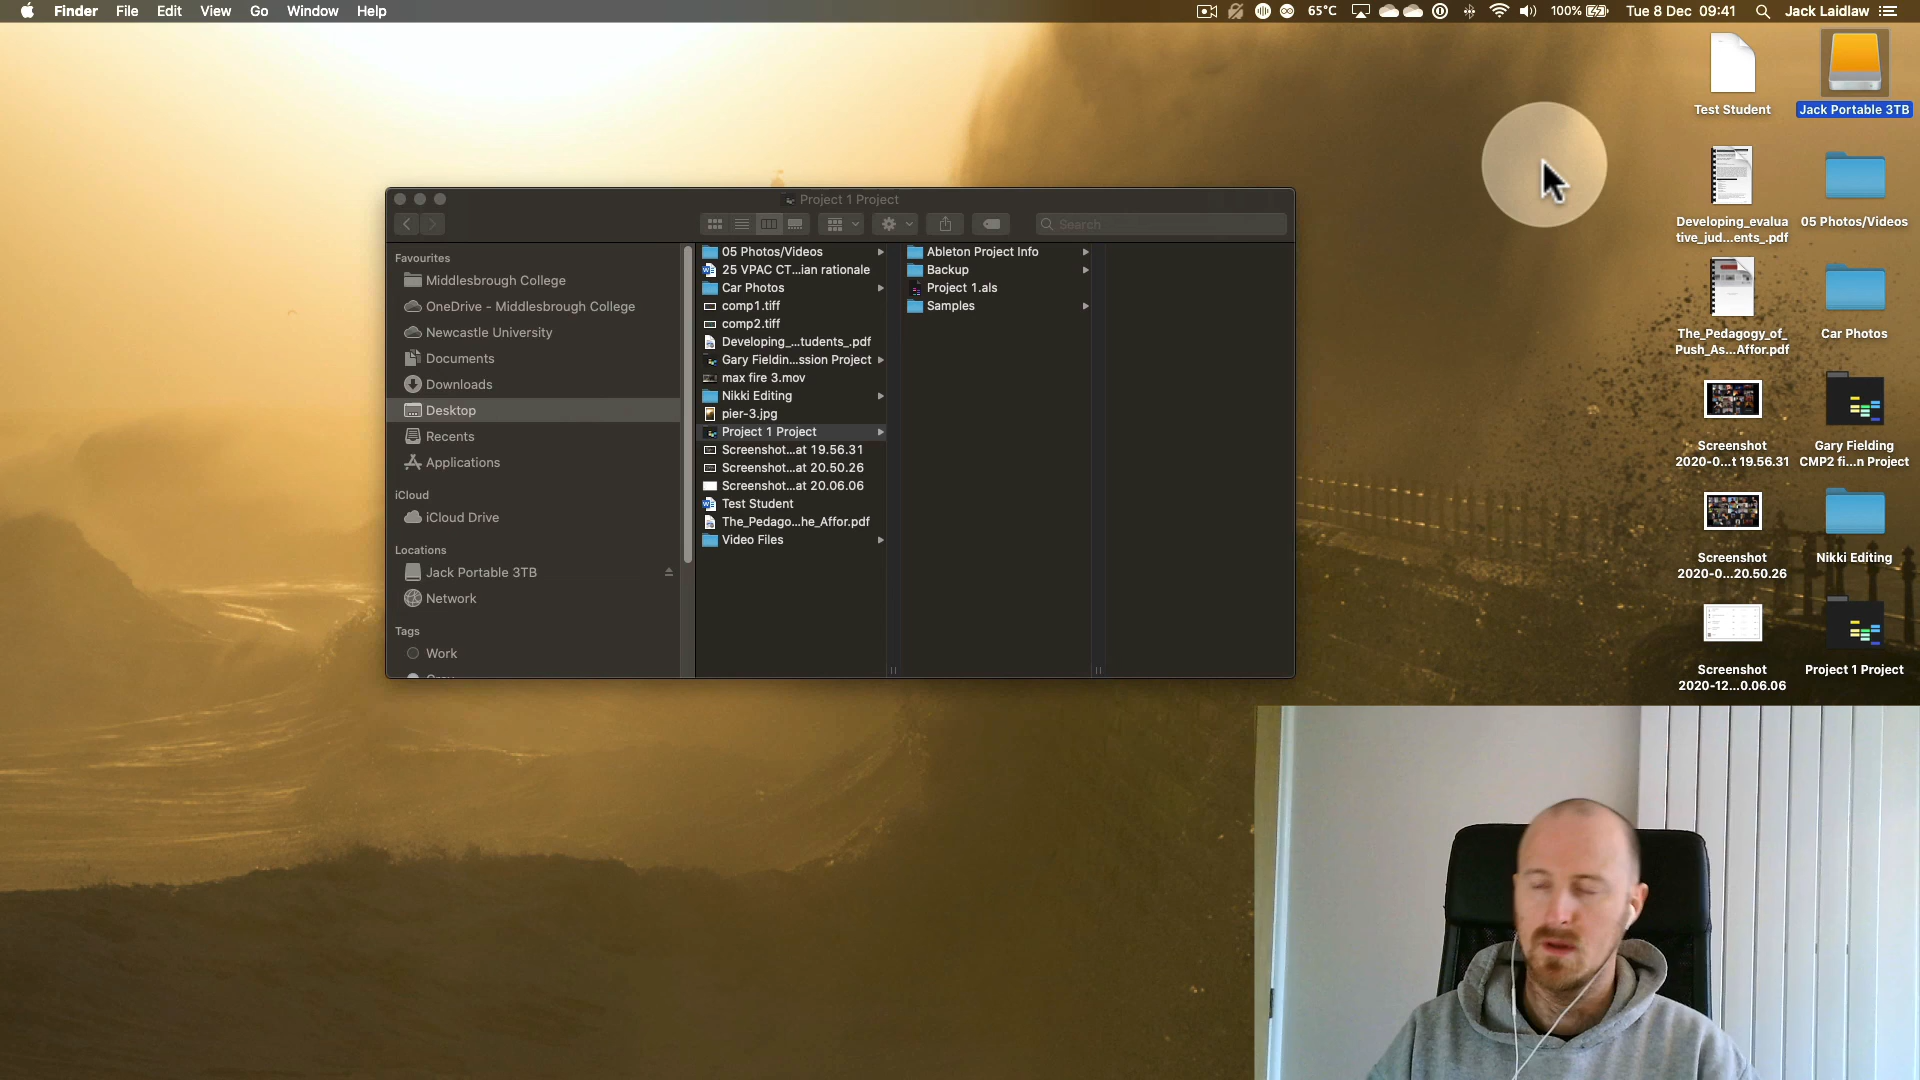 Finder File Edit View Go Window Help
65°C 100% Tue 8 Dec 09:41 Jack Laidlaw
Project 1 Project
Search
Favourites
Middlesbrough College
OneDrive - Middlesbrough College
Newcastle University
Documents
Downloads
Desktop
Recents
Applications
iCloud
iCloud Drive
Locations
Jack Portable 3TB
Network
Tags
Work
05 Photos/Videos
25 VPAC CT...ian rationale
Car Photos
comp1.tiff
comp2.tiff
Developing_...tudents_.pdf
Gary Fieldin...ssion Project
max fire 3.mov
Nikki Editing
pier-3.jpg
Project 1 Project
Screenshot...at 19.56.31
Screenshot...at 20.50.26
Screenshot...at 20.06.06
Test Student
The_Pedago...he_Affor.pdf
Video Files
Ableton Project Info
Backup
Project 1.als
Samples
Test Student
Jack Portable 3TB
Developing_evalua
tive_jud...ents_.pdf
05 Photos/Videos
The_Pedagogy_of_
Push_As...Affor.pdf
Car Photos
Screenshot
2020-0...t 19.56.31
Gary Fielding
CMP2 fi...n Project
Screenshot
2020-0...20.50.26
Nikki Editing
Screenshot
2020-12...0.06.06
Project 1 Project